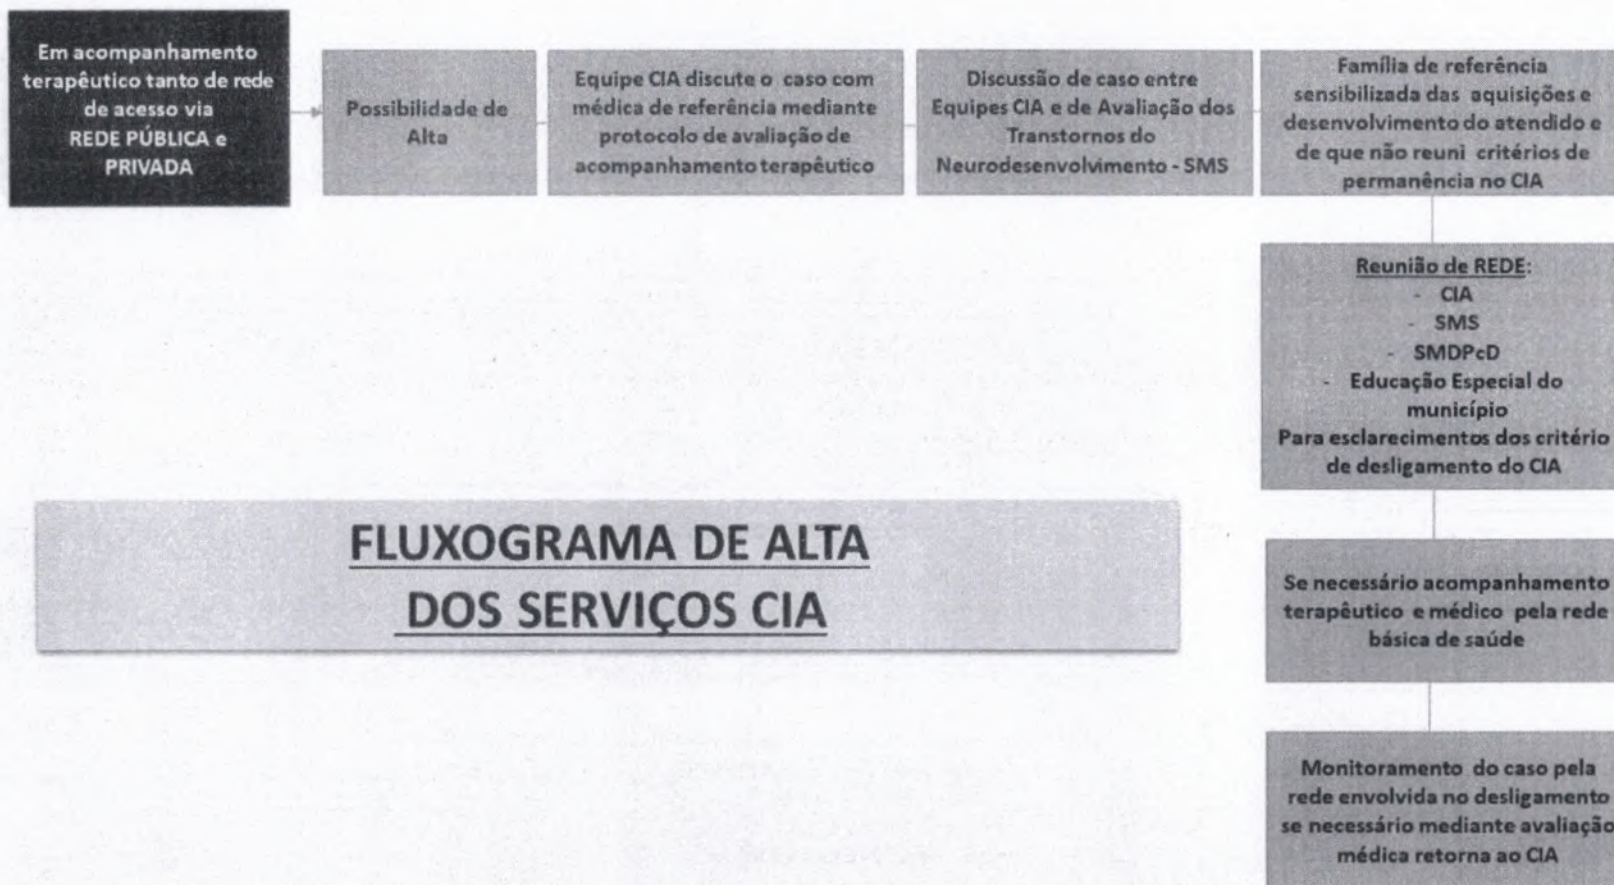 Em acompanhamento
terapêutico tanto de rede
de acesso via
REDE PÚBLICA e
PRIVADA
Possibilidade de
Alta
Equipe CIA discute o caso com
médica de referência mediante
protocolo de avaliação de
acompanhamento terapêutico
Discussão de caso entre
Equipes CIA e de Avaliação dos
Transtornos do
Neurodesenvolvimento - SMS
Família de referência
sensibilizada das aquisições e
desenvolvimento do atendido e
de que não reuni critérios de
permanência no CIA
Reunião de REDE:
- CIA
- SMS
- SMDPcD
- Educação Especial do
município
Para esclarecimentos dos critério
de desligamento do CIA
FLUXOGRAMA DE ALTA
DOS SERVIÇOS CIA
Se necessário acompanhamento
terapêutico e médico pela rede
básica de saúde
Monitoramento do caso pela
rede envolvida no desligamento
se necessário mediante avaliação
médica retorna ao CIA